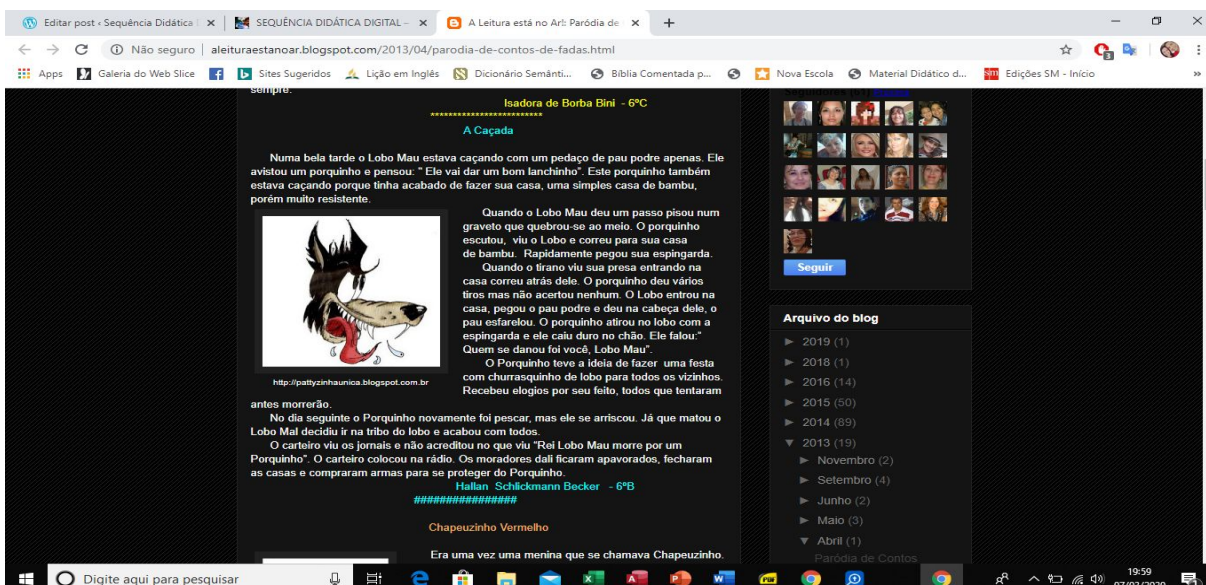 Editar post ‹ Sequência Didática
SEQUÊNCIA DIDÁTICA DIGITAL –
A Leitura está no Ar!: Paródia de
Não seguro | aleituraestanoar.blogspot.com/2013/04/parodia-de-contos-de-fadas.html
Apps Galeria do Web Slice Sites Sugeridos Lição em Inglês Dicionário Semânti... Bíblia Comentada p... Nova Escola Material Didático d... Edições SM - Início
sempre.
Isadora de Borba Bini - 6ºC
*************************
A Caçada
Numa bela tarde o Lobo Mau estava caçando com um pedaço de pau podre apenas. Ele
avistou um porquinho e pensou: " Ele vai dar um bom lanchinho". Este porquinho também
estava caçando porque tinha acabado de fazer sua casa, uma simples casa de bambu,
porém muito resistente.
Quando o Lobo Mau deu um passo pisou num
graveto que quebrou-se ao meio. O porquinho
escutou, viu o Lobo e correu para sua casa
de bambu. Rapidamente pegou sua espingarda.
Quando o tirano viu sua presa entrando na
casa correu atrás dele. O porquinho deu vários
tiros mas não acertou nenhum. O Lobo entrou na
casa, pegou o pau podre e deu na cabeça dele, o
pau esfarelou. O porquinho atirou no lobo com a
espingarda e ele caiu duro no chão. Ele falou:"
Quem se danou foi você, Lobo Mau".
O Porquinho teve a ideia de fazer uma festa
com churrasquinho de lobo para todos os vizinhos.
Recebeu elogios por seu feito, todos que tentaram
http://pattyzinhaunica.blogspot.com.br
antes morrerão.
No dia seguinte o Porquinho novamente foi pescar, mas ele se arriscou. Já que matou o
Lobo Mal decidiu ir na tribo do lobo e acabou com todos.
O carteiro viu os jornais e não acreditou no que viu "Rei Lobo Mau morre por um
Porquinho". O carteiro colocou na rádio. Os moradores dali ficaram apavorados, fecharam
as casas e compraram armas para se proteger do Porquinho.
Hallan Schlickmann Becker - 6ºB
################
Chapeuzinho Vermelho
Era uma vez uma menina que se chamava Chapeuzinho.
Seguir
Arquivo do blog
► 2019 (1)
► 2018 (1)
► 2016 (14)
► 2015 (50)
► 2014 (89)
▼ 2013 (19)
► Novembro (2)
► Setembro (4)
► Junho (2)
► Maio (3)
▼ Abril (1)
Paródia de Contos
Digite aqui para pesquisar
19:59
07/03/2020